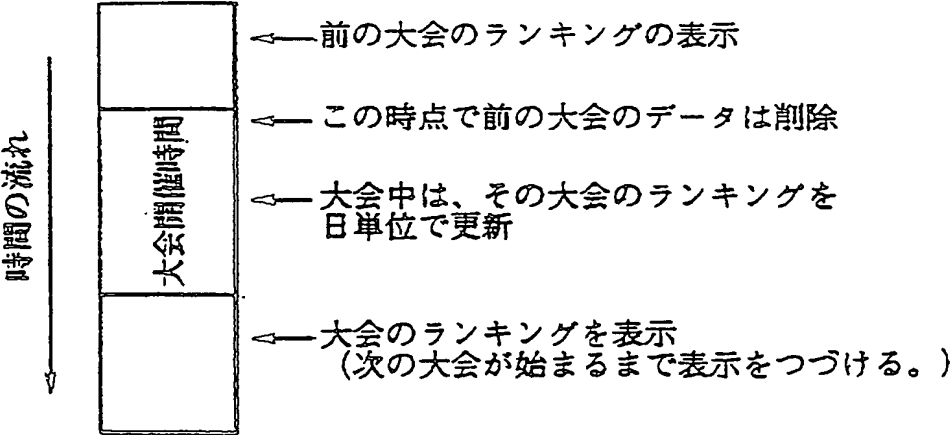 前の大会のランキングの表示
この時点で前の大会のデータは削除
大会中は、その大会のランキングを
日単位で更新
大会のランキングを表示
(次の大会が始まるまで表示をつづける。)
時間の流れ
大会開催時間